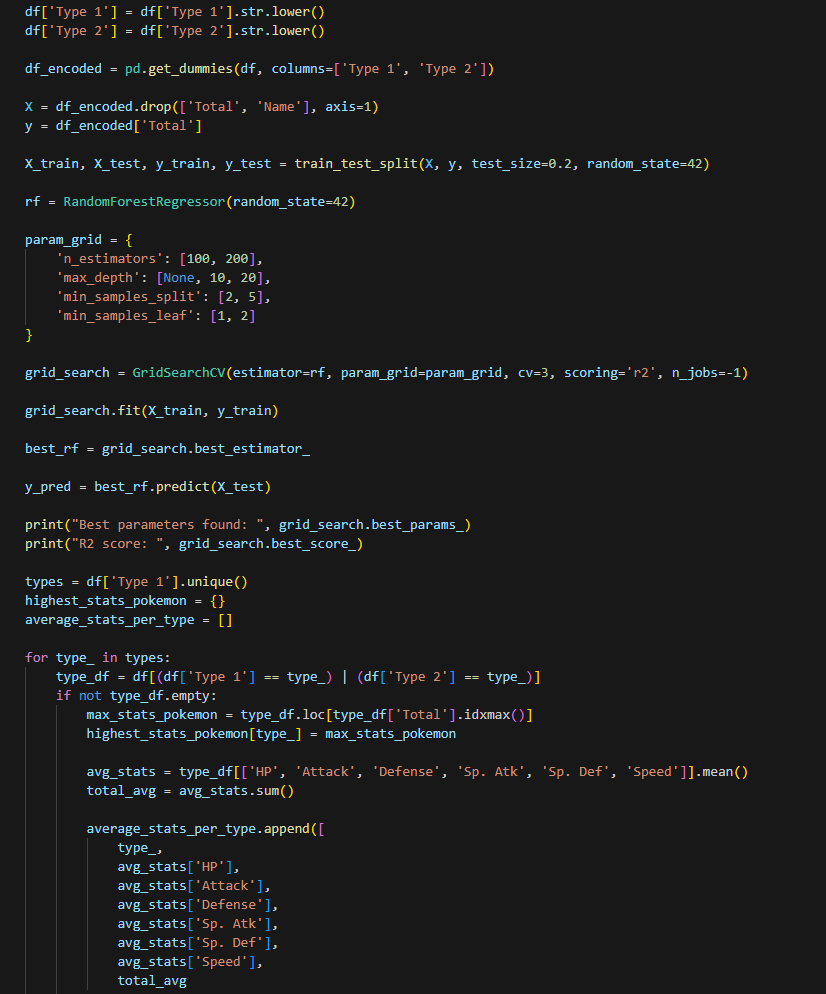 df['Type 1'] = df['Type 1'].str.lower()
df['Type 2'] = df['Type 2'].str.lower()
df_encoded = pd.get_dummies(df, columns=['Type 1', 'Type 2'])
X = df_encoded.drop(['Total', 'Name'], axis=1)
y = df_encoded['Total']
X_train, X_test, y_train, y_test = train_test_split(X, y, test_size=0.2, random_state=42)
rf = RandomForestRegressor(random_state=42)
param_grid = {
    'n_estimators': [100, 200],
    'max_depth': [None, 10, 20],
    'min_samples_split': [2, 5],
    'min_samples_leaf': [1, 2]
}
grid_search = GridSearchCV(estimator=rf, param_grid=param_grid, cv=3, scoring='r2', n_jobs=-1)
grid_search.fit(X_train, y_train)
best_rf = grid_search.best_estimator_
y_pred = best_rf.predict(X_test)
print("Best parameters found: ", grid_search.best_params_)
print("R2 score: ", grid_search.best_score_)
types = df['Type 1'].unique()
highest_stats_pokemon = {}
average_stats_per_type = []
for type_ in types:
    type_df = df[(df['Type 1'] == type_) | (df['Type 2'] == type_)]
    if not type_df.empty:
        max_stats_pokemon = type_df.loc[type_df['Total'].idxmax()]
        highest_stats_pokemon[type_] = max_stats_pokemon
        avg_stats = type_df[['HP', 'Attack', 'Defense', 'Sp. Atk', 'Sp. Def', 'Speed']].mean()
        total_avg = avg_stats.sum()
        average_stats_per_type.append([
            type_,
            avg_stats['HP'],
            avg_stats['Attack'],
            avg_stats['Defense'],
            avg_stats['Sp. Atk'],
            avg_stats['Sp. Def'],
            avg_stats['Speed'],
            total_avg